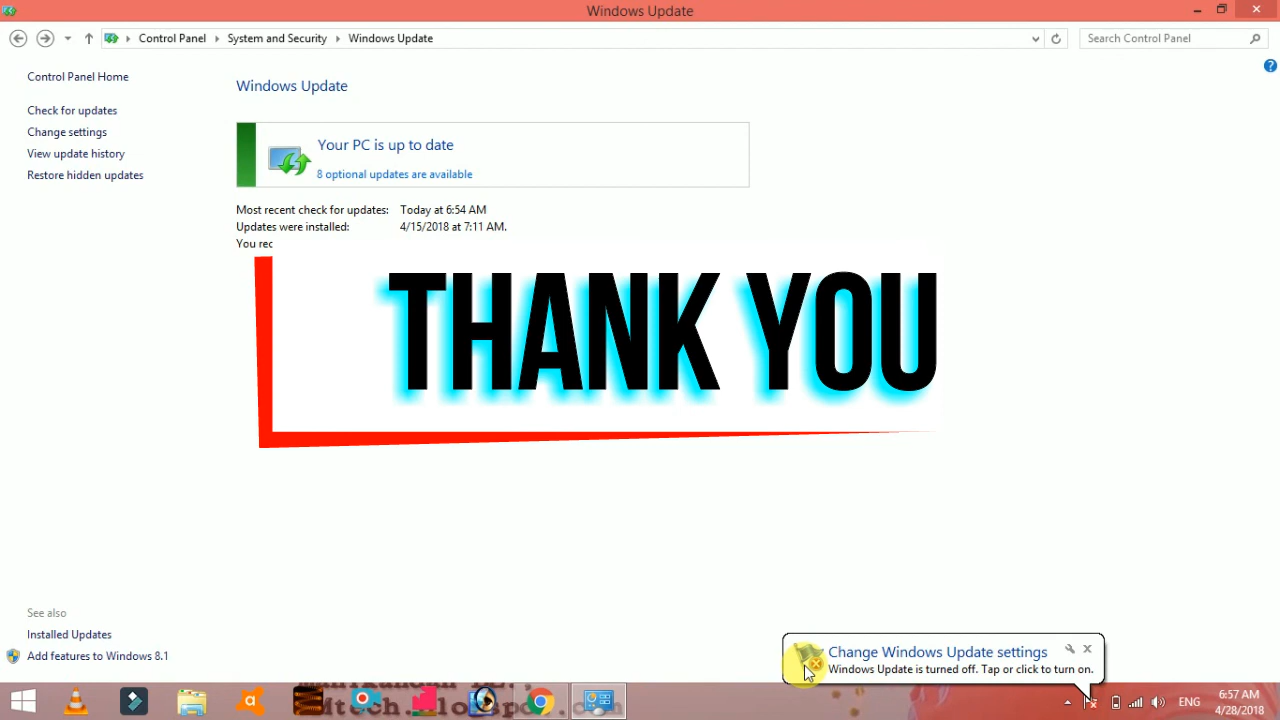 Windows Update
Control Panel System and Security Windows Update
Search Control Panel
Control Panel Home
Check for updates
Change settings
View update history
Restore hidden updates
Windows Update
Your PC is up to date
8 optional updates are available
Most recent check for updates: Today at 6:54 AM
Updates were installed: 4/15/2018 at 7:11 AM.
You rec
THANK YOU
See also
Installed Updates
Add features to Windows 8.1
Change Windows Update settings
Windows Update is turned off. Tap or click to turn on.
ENG
6:57 AM
4/28/2018